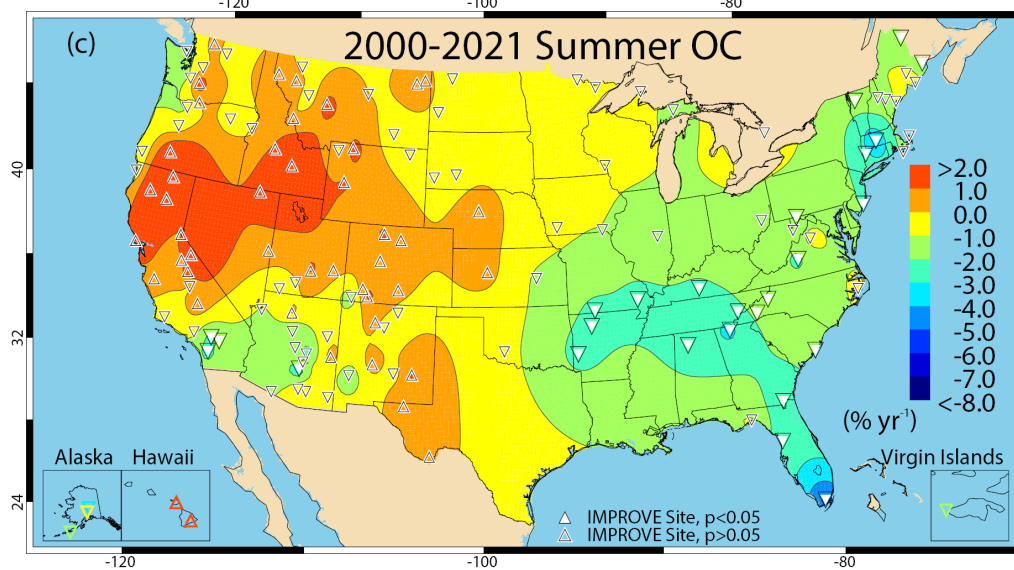 -120 -100 -80
(c) 2000-2021 Summer OC
40
32
24
>2.0
1.0
0.0
-1.0
-2.0
-3.0
-4.0
-5.0
-6.0
-7.0
<-8.0
(% yr⁻¹)
Alaska Hawaii
Virgin Islands
IMPROVE Site, p<0.05
IMPROVE Site, p>0.05
-120 -100 -80